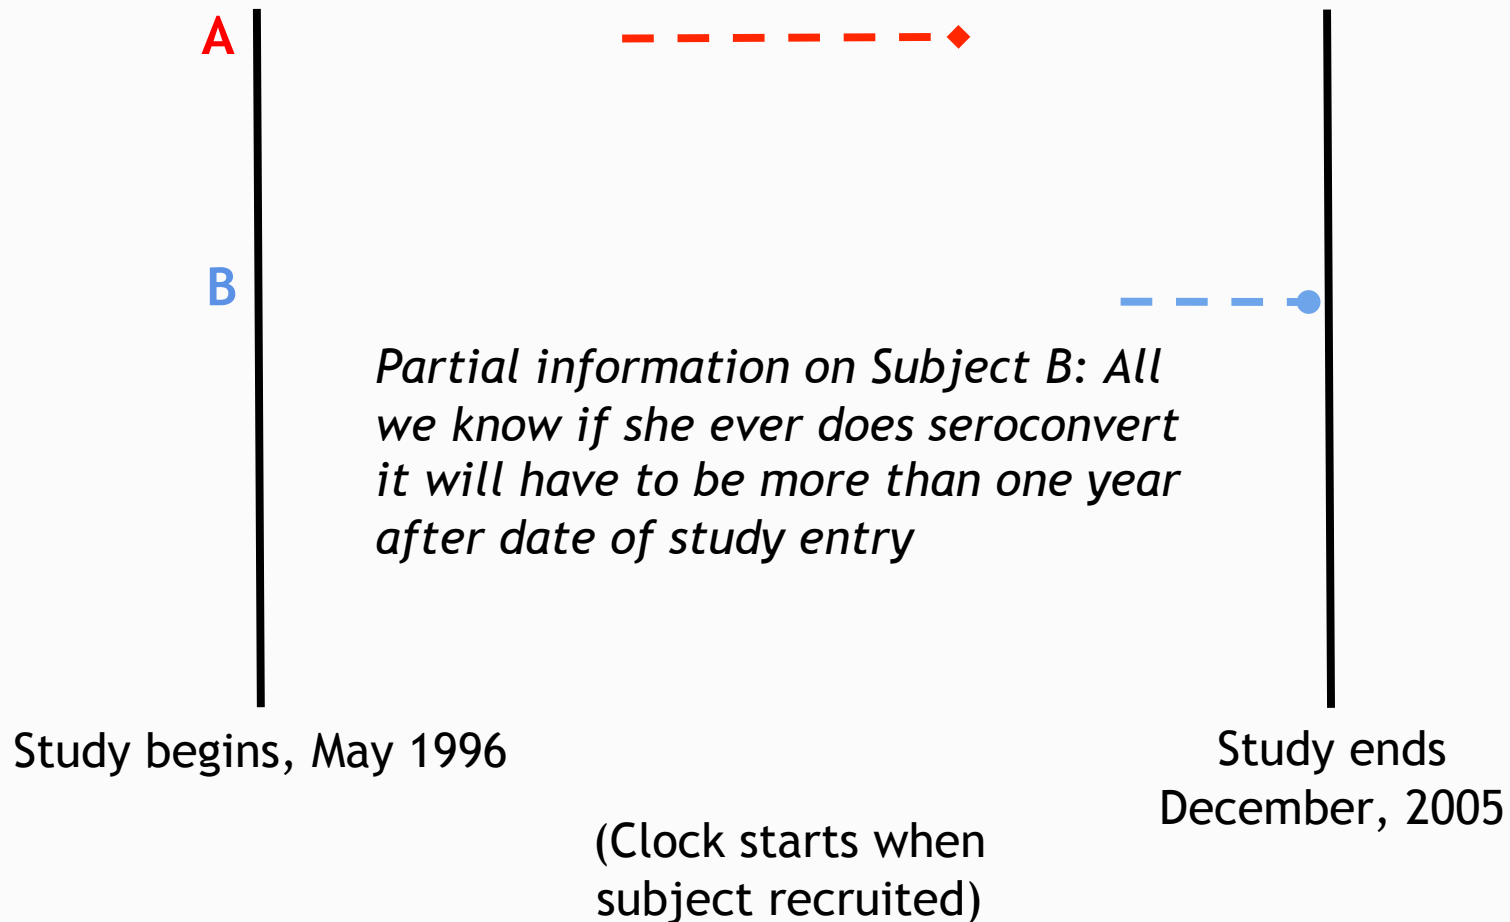 A
B
Partial information on Subject B: All
we know if she ever does seroconvert
it will have to be more than one year
after date of study entry
Study begins, May 1996
Study ends
December, 2005
(Clock starts when
subject recruited)